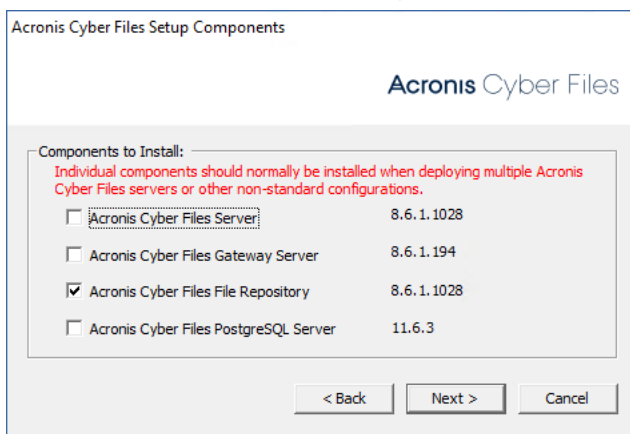 Acronis Cyber Files Setup Components
Acronis Cyber Files
Components to Install:
Individual components should normally be installed when deploying multiple Acronis
Cyber Files servers or other non-standard configurations.
Acronis Cyber Files Server 8.6.1.1028
Acronis Cyber Files Gateway Server 8.6.1.194
Acronis Cyber Files File Repository 8.6.1.1028
Acronis Cyber Files PostgreSQL Server 11.6.3
< Back Next > Cancel